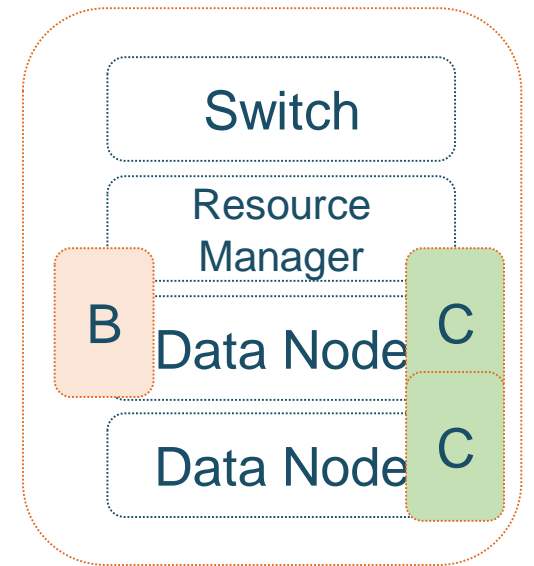 Switch
Resource
Manager
B
C
Data Node
C
Data Node